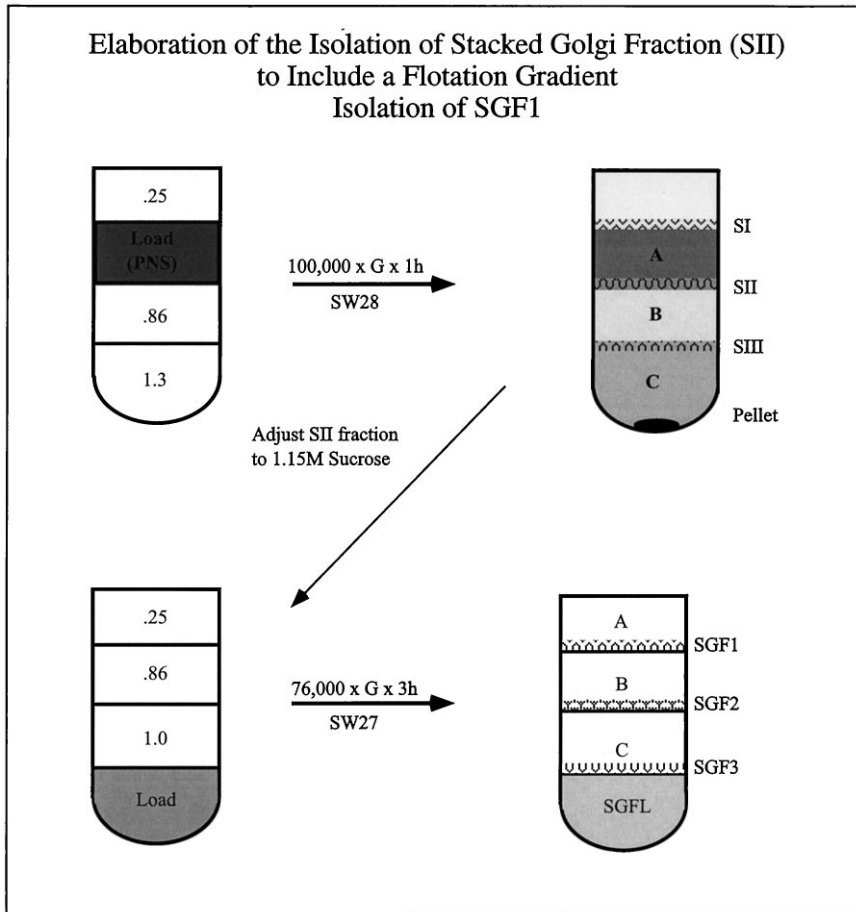 Elaboration of the Isolation of Stacked Golgi Fraction (SII)
to Include a Flotation Gradient
Isolation of SGF1
.25
Load
(PNS)
.86
1.3
100,000 x G x 1h
SW28
SI
A
SII
B
SIII
C
Pellet
Adjust SII fraction
to 1.15M Sucrose
.25
.86
1.0
Load
76,000 x G x 3h
SW27
A
SGF1
B
SGF2
C
SGF3
SGFL